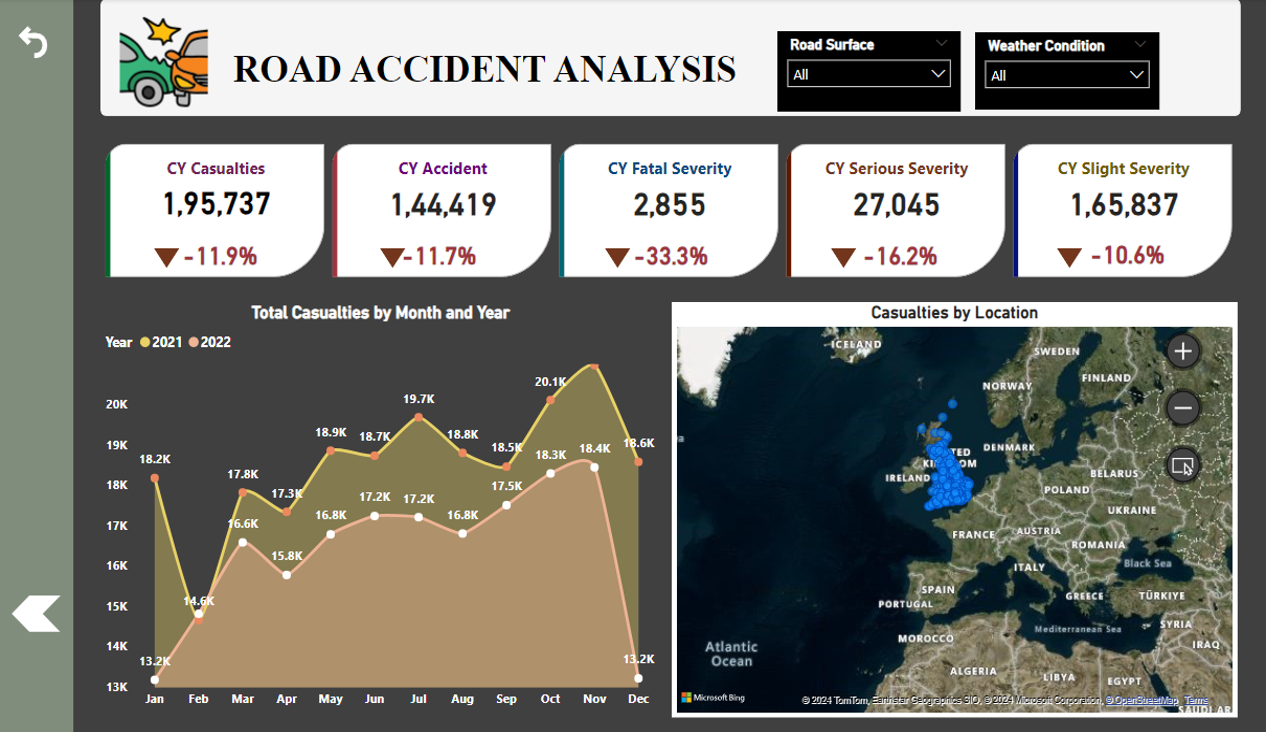 ROAD ACCIDENT ANALYSIS
Road Surface
All
Weather Condition
All
CY Casualties
1,95,737
-11.9%
CY Accident
1,44,419
-11.7%
CY Fatal Severity
2,855
-33.3%
CY Serious Severity
27,045
-16.2%
CY Slight Severity
1,65,837
-10.6%
Total Casualties by Month and Year
Year 2021 2022
20K
19K
18K
17K
16K
15K
14K
13K
18.2K
17.8K
17.3K
18.9K
18.7K
19.7K
18.8K
18.5K
20.1K
18.6K
13.2K
14.6K
16.6K
15.8K
16.8K
17.2K
17.2K
16.8K
17.5K
18.3K
18.4K
13.2K
Jan Feb Mar Apr May Jun Jul Aug Sep Oct Nov Dec
Casualties by Location
ICELAND
SWEDEN
FINLAND
NORWAY
DENMARK
IRELAND
BELARUS
POLAND
UKRAINE
FRANCE
AUSTRIA
ROMANIA
ITALY
Black Sea
SPAIN
PORTUGAL
GREECE
TÜRKIYE
Mediterranean Sea
SYRIA
MOROCCO
IRAQ
Atlantic
Ocean
ALGERIA
LIBYA
EGYPT
Microsoft Bing
© 2024 TomTom, Earthstar Geographics SIO, © 2024 Microsoft Corporation, © OpenStreetMap Terms